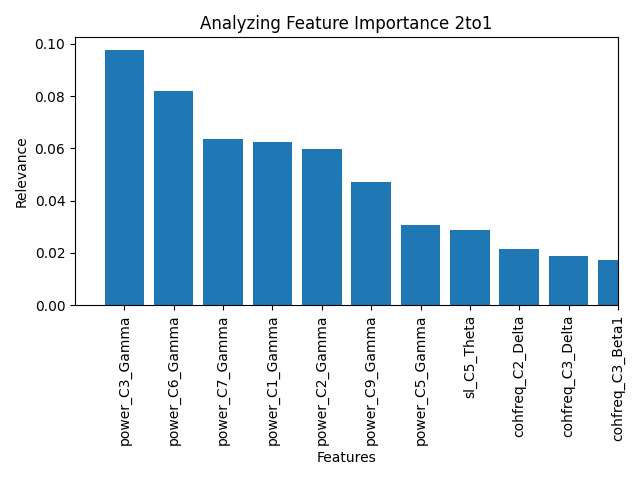 Analyzing Feature Importance 2to1
0.10
0.08
0.06
0.04
0.02
0.00
Relevance
power_C3_Gamma
power_C6_Gamma
power_C7_Gamma
power_C1_Gamma
power_C2_Gamma
power_C9_Gamma
power_C5_Gamma
sl_C5_Theta
cohfreq_C2_Delta
cohfreq_C3_Delta
cohfreq_C3_Beta1
Features